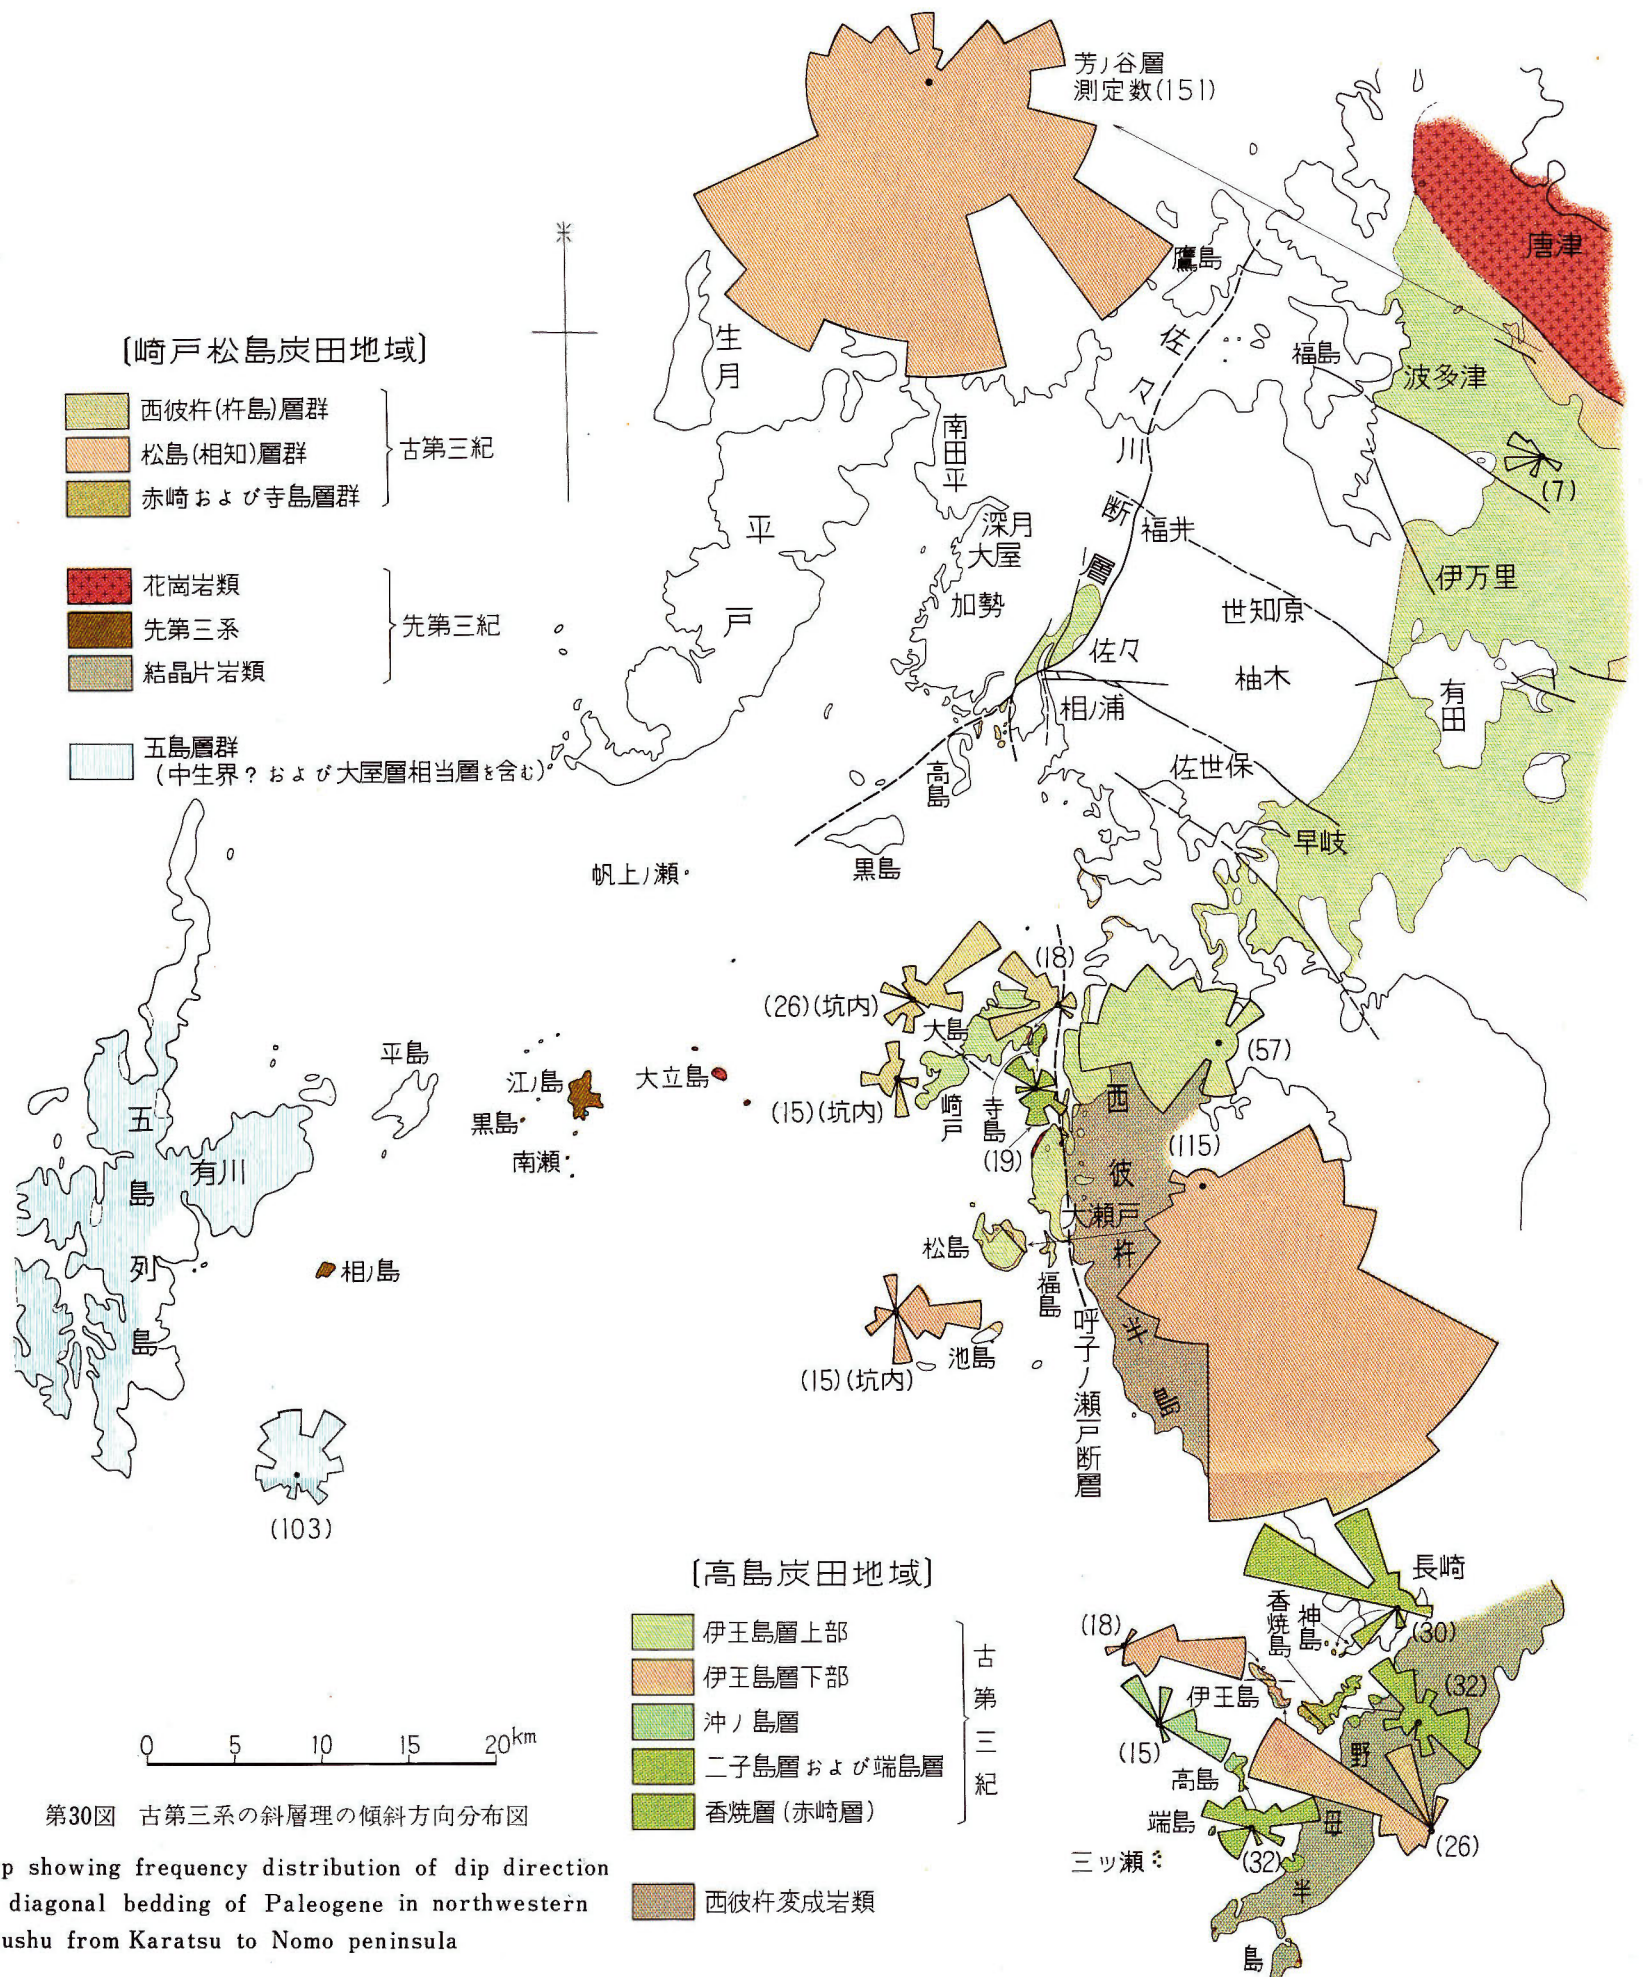 芳ノ谷層
測定数(151)
唐津
鷹島
佐々川断層
福島
波多津
生月
[崎戸松島炭田地域]
西彼杵(杵島)層群
松島(相知)層群
赤崎および寺島層群
古第三紀
花崗岩類
先第三系
結晶片岩類
先第三紀
五島層群
(中生界?および大屋層相当層を含む)
南田平
(7)
平戸
深月
大屋
加勢
福井
伊万里
世知原
佐々
柚木
有田
相ノ浦
佐世保
高島
早岐
黒島
帆上ノ瀬
(18)
(26)(坑内)
大島
(57)
平島
江ノ島
大立島
黒島
南瀬
(15)(坑内)
崎戸
寺島
(19)
(115)
西彼杵半島
五島列島
有川
大瀬戸
松島
福島
相ノ島
呼子ノ瀬戸断層
池島
(15)(坑内)
(103)
[高島炭田地域]
伊王島層上部
伊王島層下部
沖ノ島層
二子島層および端島層
香焼層(赤崎層)
古第三紀
西彼杵変成岩類
長崎
香焼島
神島
(30)
(18)
伊王島
(32)
(15)
高島
野母半島
端島
(32)
(26)
三ツ瀬
0 5 10 15 20km
第30図 古第三系の斜層理の傾斜方向分布図
p showing frequency distribution of dip direction
diagonal bedding of Paleogene in northwestern
ushu from Karatsu to Nomo peninsula